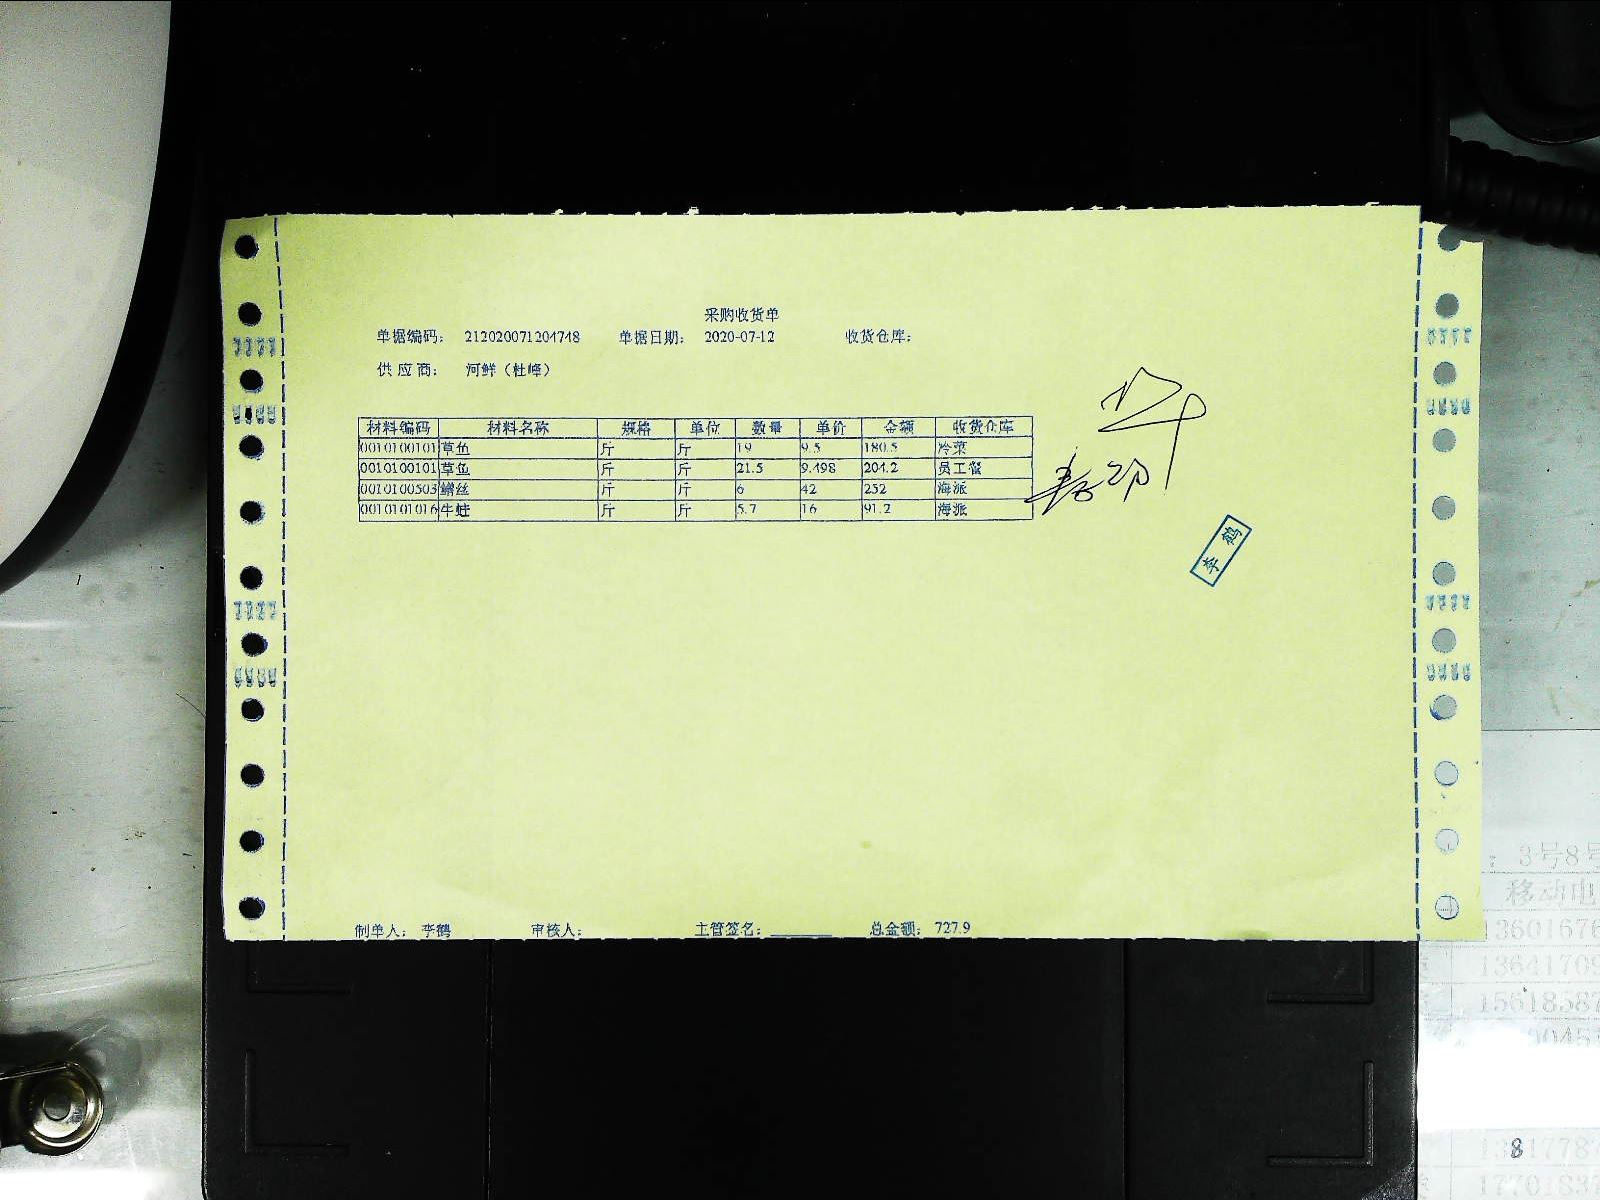 采购收货单
单据编码： 212020071204748 单据日期： 2020-07-12 收货仓库：
供 应 商： 河鲜（杜峰）
材料编码 材料名称 规格 单位 数量 单价 金额 收货仓库
0010100101 草鱼 斤 斤 19 9.5 180.5 冷菜
0010100101 草鱼 斤 斤 21.5 9.498 204.2 员工餐
0010100503 鳝丝 斤 斤 6 42 252 海派
0010101016 牛蛙 斤 斤 5.7 16 91.2 海派
李鹤
制单人： 李鹤 审核人： 主管签名： 总金额： 727.9
：3号8号
移动电
1360167
1364170
1561858
8